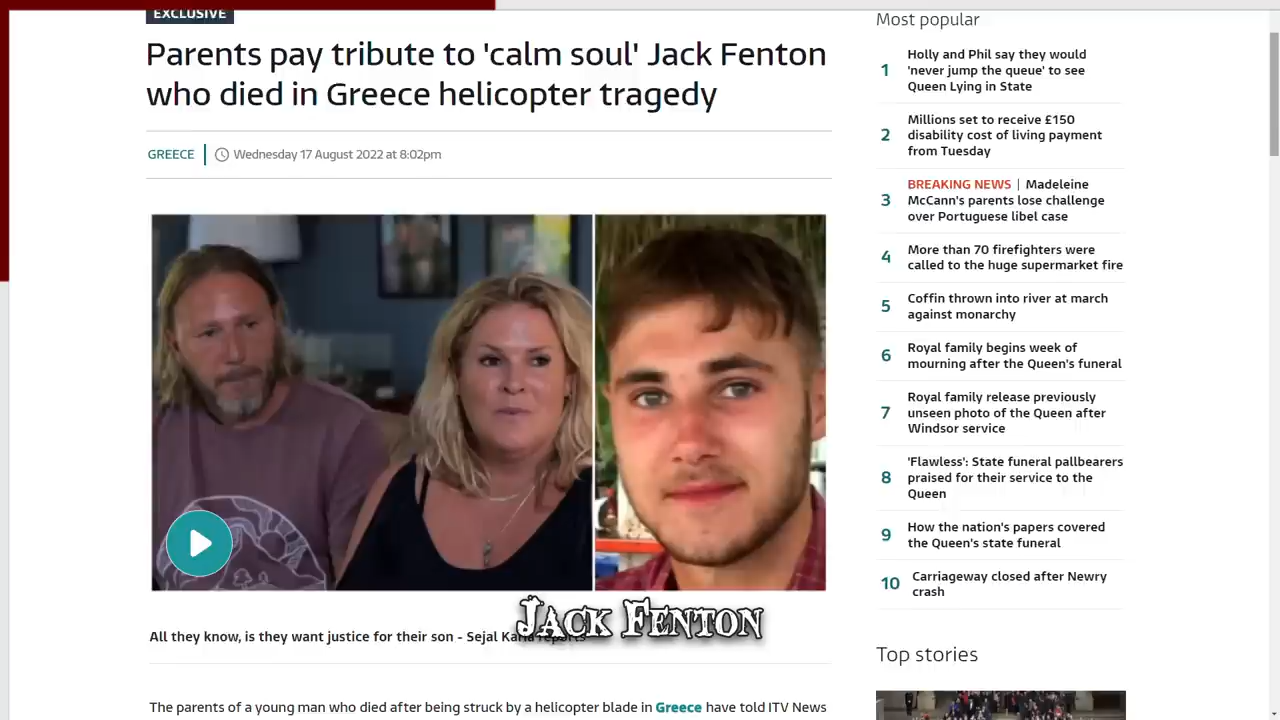 EXCLUSIVE
Parents pay tribute to 'calm soul' Jack Fenton
who died in Greece helicopter tragedy
GREECE
Wednesday 17 August 2022 at 8:02pm
All they know, is they want justice for their son - Sejal Karia reports
JACK FENTON
The parents of a young man who died after being struck by a helicopter blade in Greece have told ITV News
Most popular
1
Holly and Phil say they would
'never jump the queue' to see
Queen Lying in State
2
Millions set to receive £150
disability cost of living payment
from Tuesday
3
BREAKING NEWS | Madeleine
McCann's parents lose challenge
over Portuguese libel case
4
More than 70 firefighters were
called to the huge supermarket fire
5
Coffin thrown into river at march
against monarchy
6
Royal family begins week of
mourning after the Queen's funeral
7
Royal family release previously
unseen photo of the Queen after
Windsor service
8
'Flawless': State funeral pallbearers
praised for their service to the
Queen
9
How the nation's papers covered
the Queen's state funeral
10
Carriageway closed after Newry
crash
Top stories